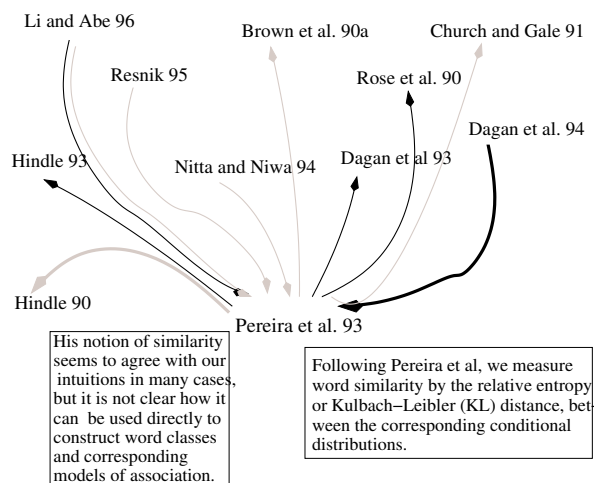 Li and Abe 96
Brown et al. 90a
Church and Gale 91
Resnik 95
Rose et al. 90
Dagan et al. 94
Hindle 93
Nitta and Niwa 94
Dagan et al 93
Hindle 90
Pereira et al. 93
His notion of similarity
seems to agree with our
intuitions in many cases,
but it is not clear how it
can be used directly to
construct word classes
and corresponding
models of association.
Following Pereira et al, we measure
word similarity by the relative entropy
or Kulbach−Leibler (KL) distance, bet-
ween the corresponding conditional
distributions.